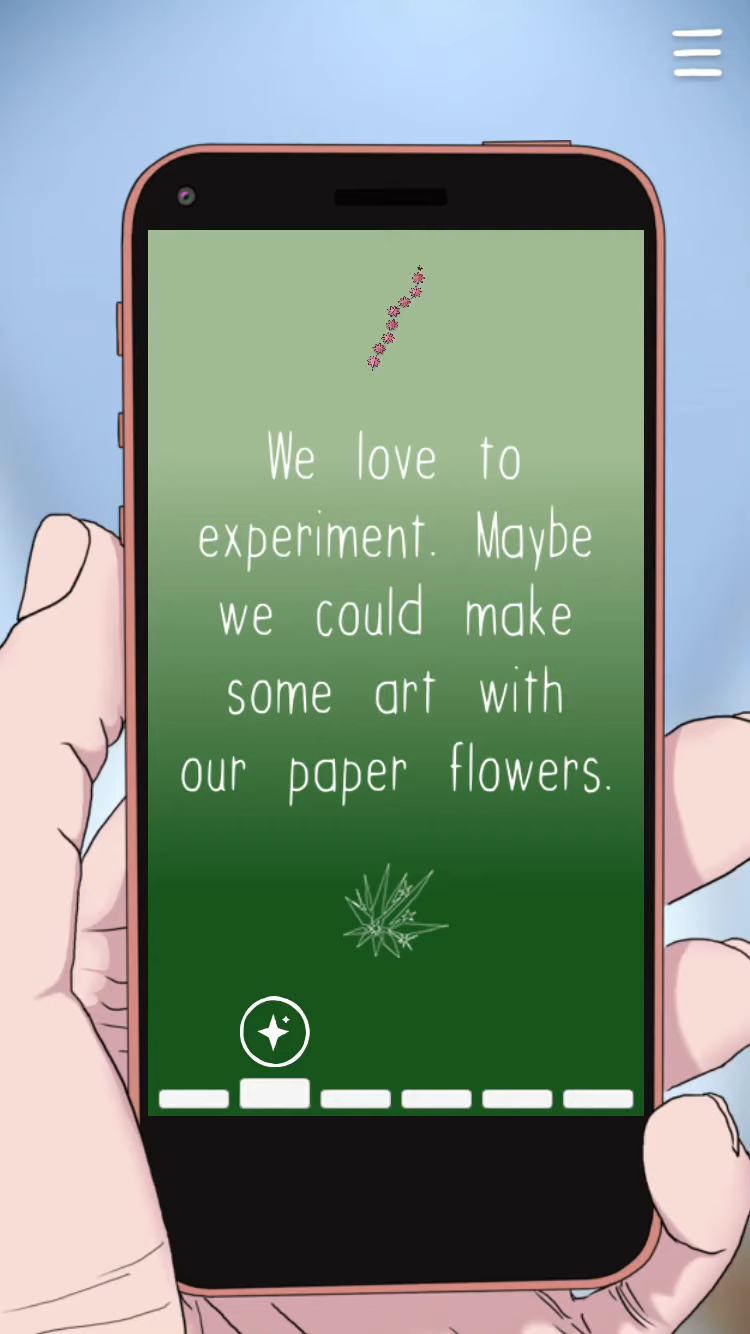 We love to
experiment. Maybe
we could make
some art with
our paper flowers.